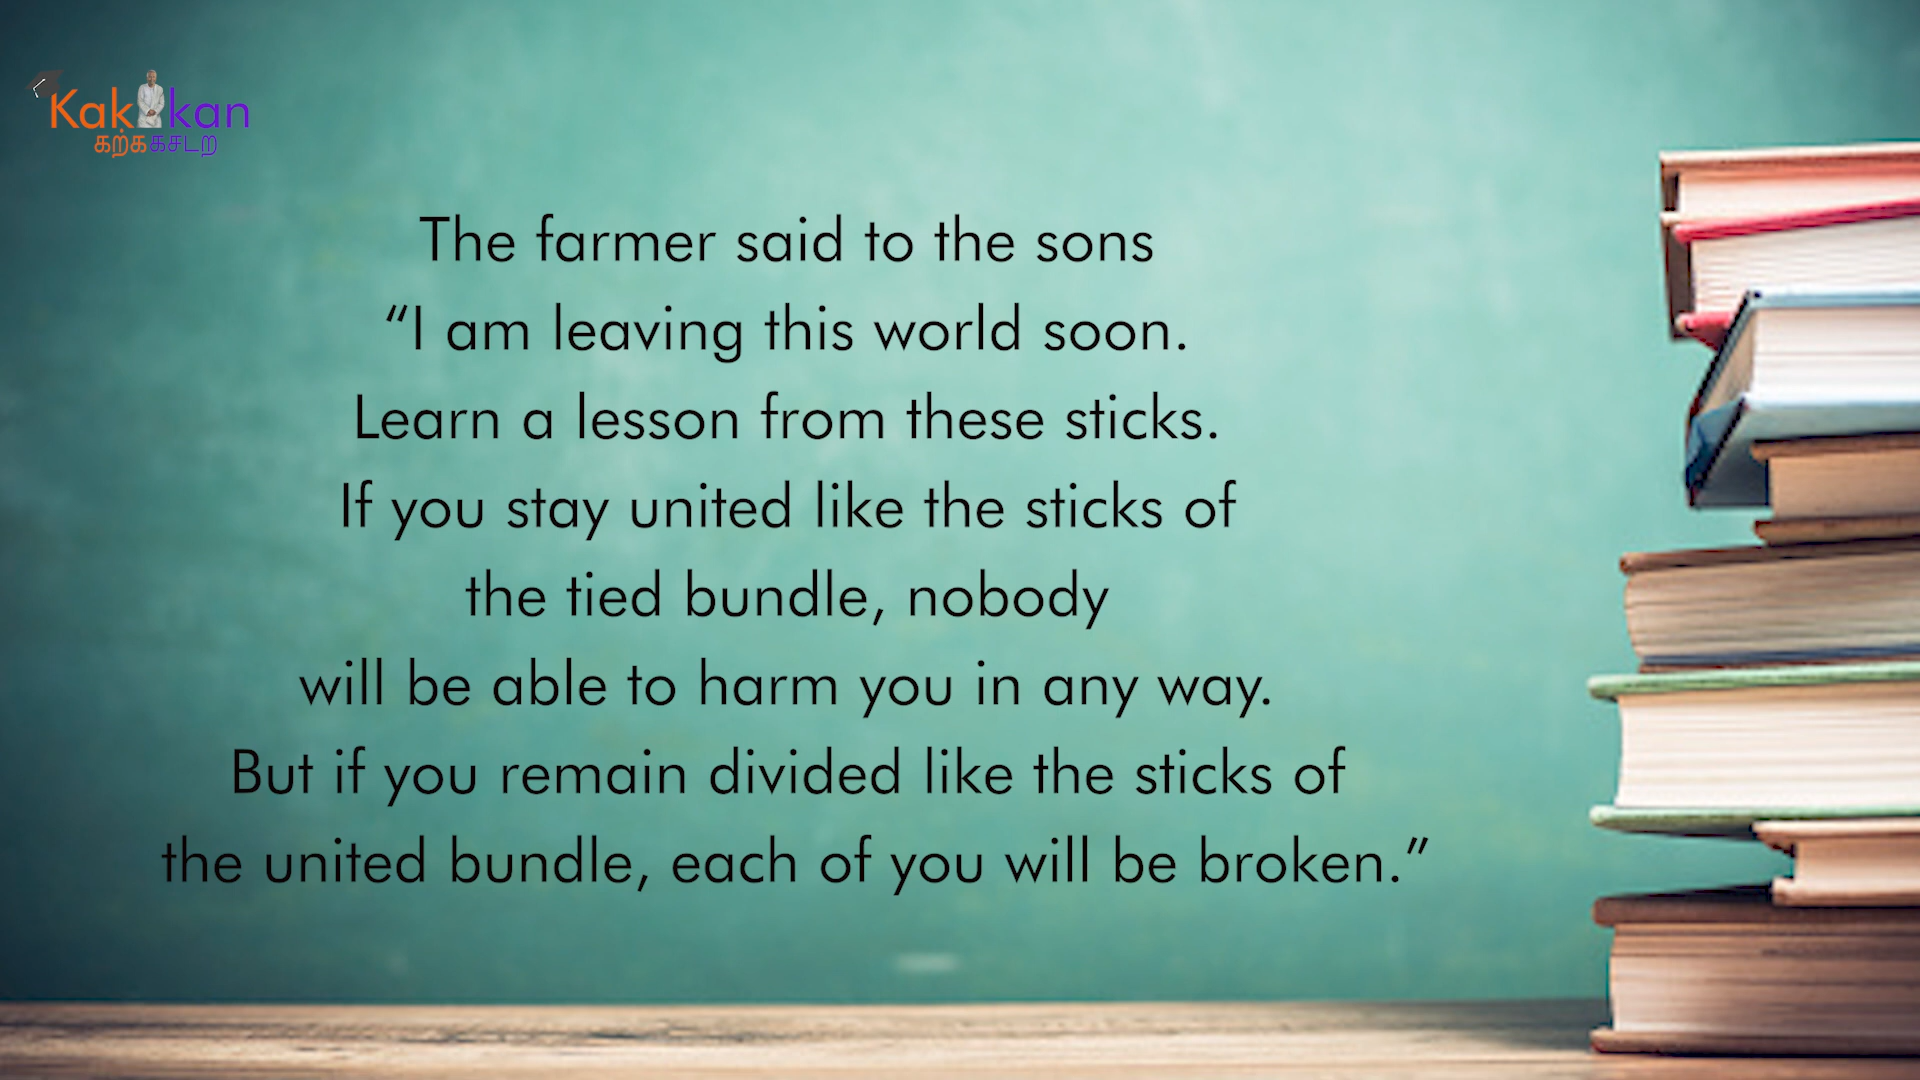 Kakkan
கற்க கசடற
The farmer said to the sons
“I am leaving this world soon.
Learn a lesson from these sticks.
If you stay united like the sticks of
the tied bundle, nobody
will be able to harm you in any way.
But if you remain divided like the sticks of
the united bundle, each of you will be broken.”